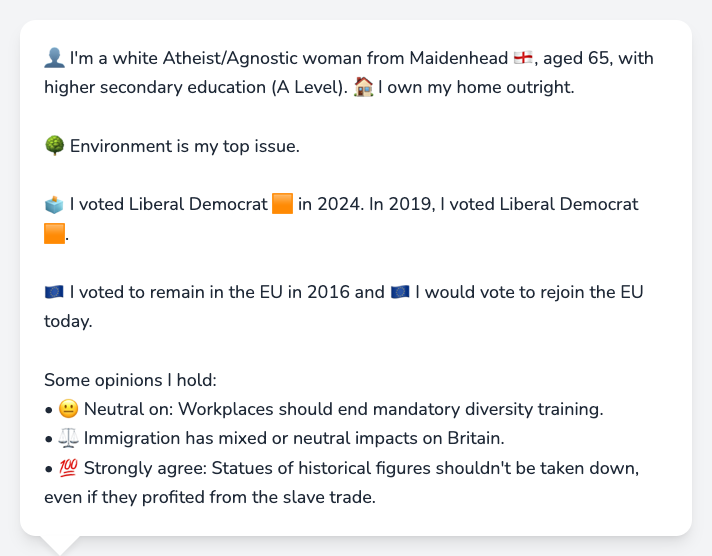 👤 I'm a white Atheist/Agnostic woman from Maidenhead 🏴󠁧󠁢󠁥󠁮󠁧󠁿, aged 65, with
higher secondary education (A Level). 🏠 I own my home outright.
🌳 Environment is my top issue.
🗳️ I voted Liberal Democrat 🟧 in 2024. In 2019, I voted Liberal Democrat
🟧.
🇪🇺 I voted to remain in the EU in 2016 and 🇪🇺 I would vote to rejoin the EU
today.
Some opinions I hold:
• 😐 Neutral on: Workplaces should end mandatory diversity training.
• ⚖️ Immigration has mixed or neutral impacts on Britain.
• 💯 Strongly agree: Statues of historical figures shouldn't be taken down,
even if they profited from the slave trade.